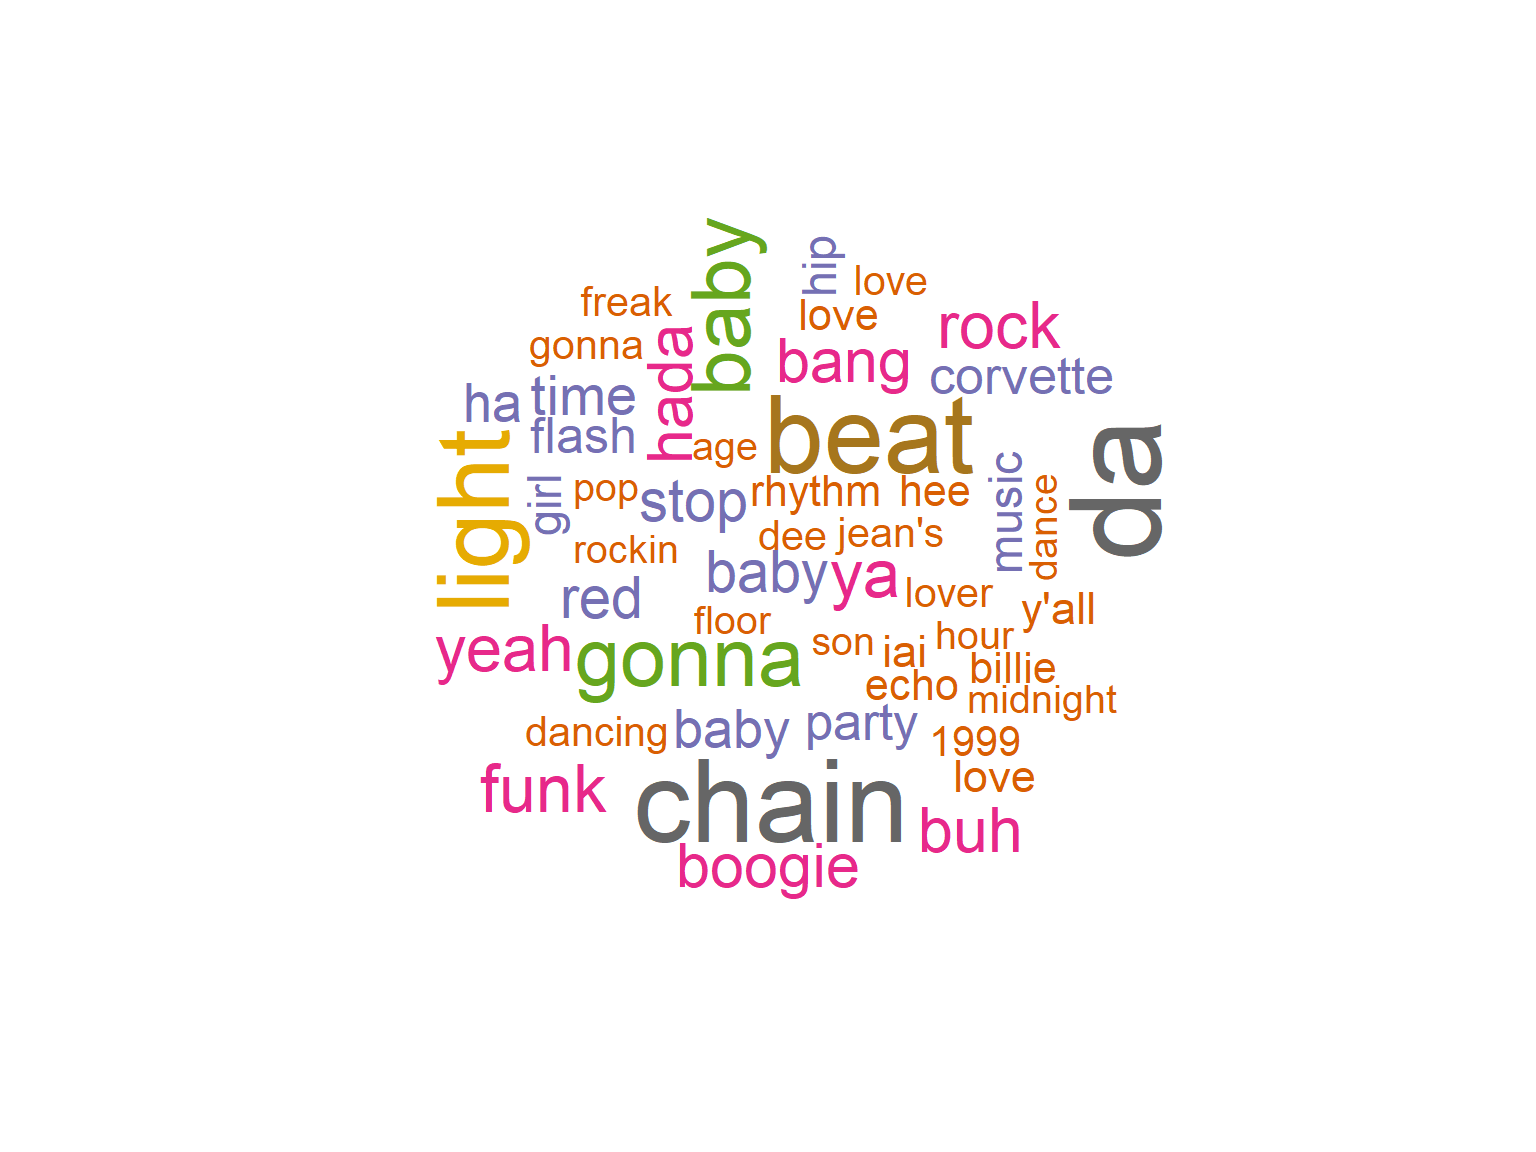 baby
hip
love
freak
love
rock
gonna
hada
bang
corvette
ha
time
flash
age
beat
da
light
girl
pop
stop
rhythm
hee
music
dance
rockin
dee
jean's
red
baby
ya
lover
y'all
floor
yeah
gonna
son
iai
hour
billie
echo
midnight
dancing
baby
party
1999
love
funk
chain
buh
boogie